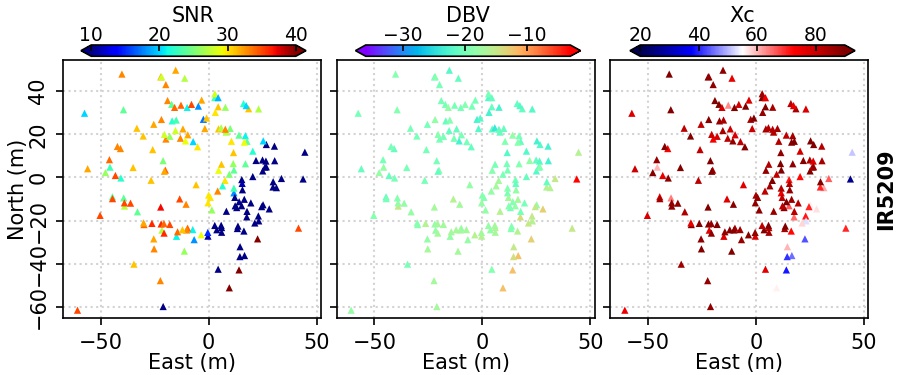 SNR DBV Xc
10 20 30 40 −30 −20 −10 20 40 60 80
North (m)
40
20
0
−20
−40
−60
−50 0 50 −50 0 50 −50 0 50
East (m) East (m) East (m)
IR5209